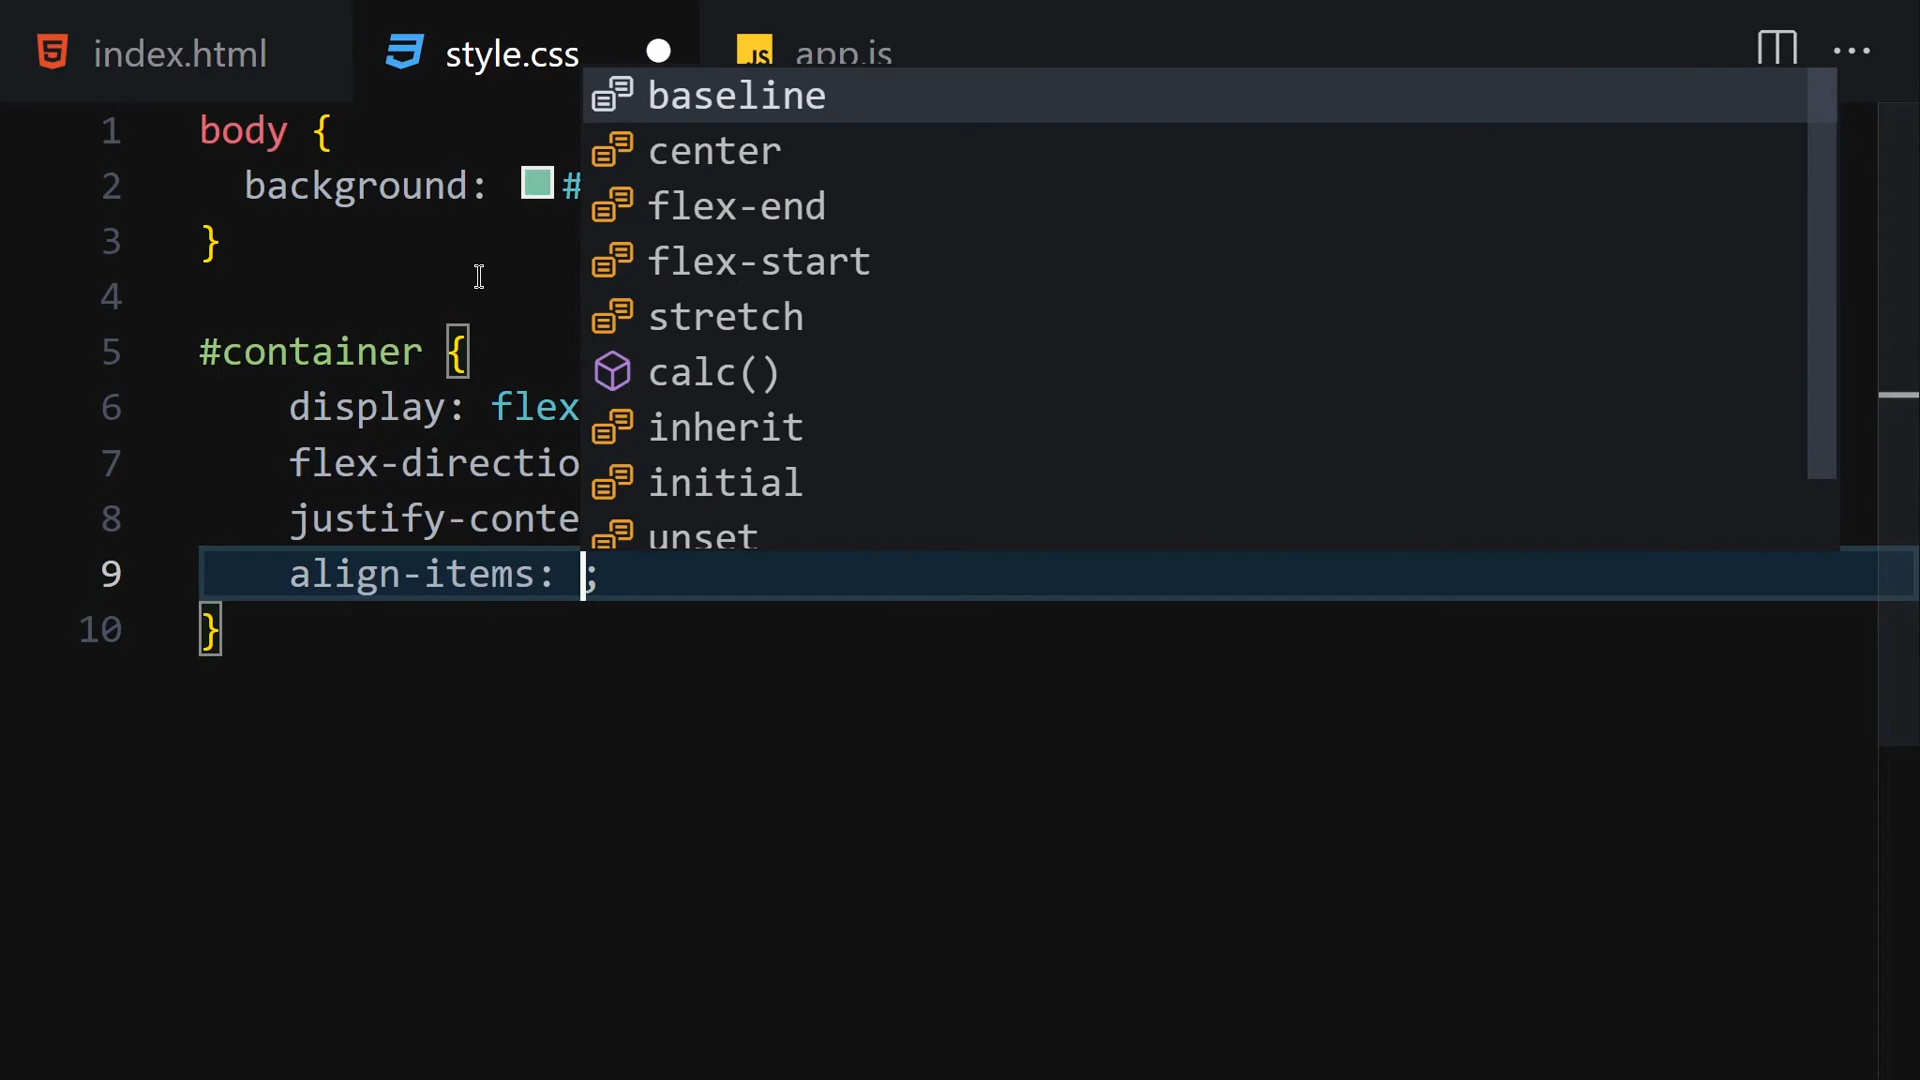 index.html style.css app.js
1 body {
2 background: #
3 }
4
5 #container {
6 display: flex
7 flex-directio
8 justify-conte
9 align-items: ;
10 }
baseline
center
flex-end
flex-start
stretch
calc()
inherit
initial
unset